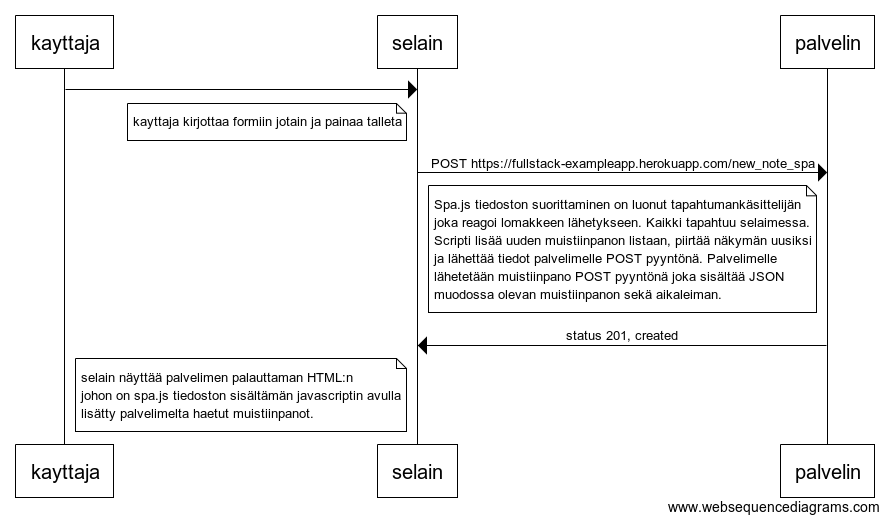 kayttaja
selain
palvelin
kayttaja kirjottaa formiin jotain ja painaa talleta
POST https://fullstack-exampleapp.herokuapp.com/new_note_spa
Spa.js tiedoston suorittaminen on luonut tapahtumankäsittelijän
joka reagoi lomakkeen lähetykseen. Kaikki tapahtuu selaimessa.
Scripti lisää uuden muistiinpanon listaan, piirtää näkymän uusiksi
ja lähettää tiedot palvelimelle POST pyyntönä. Palvelimelle
lähetetään muistiinpano POST pyyntönä joka sisältää JSON
muodossa olevan muistiinpanon sekä aikaleiman.
status 201, created
selain näyttää palvelimen palauttaman HTML:n
johon on spa.js tiedoston sisältämän javascriptin avulla
lisätty palvelimelta haetut muistiinpanot.
kayttaja
selain
palvelin
www.websequencediagrams.com